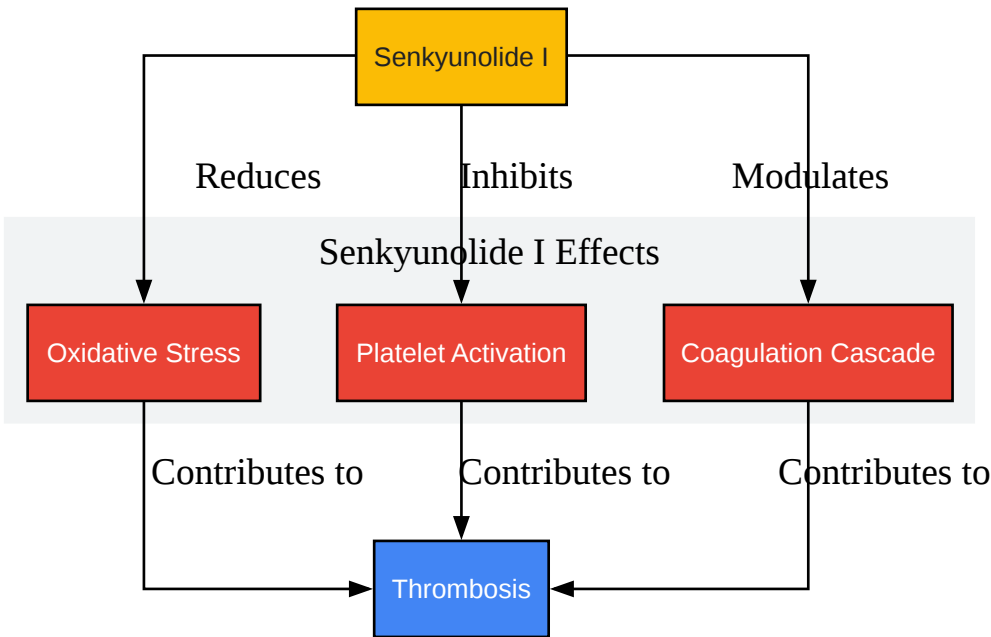 Senkyunolide I
Reduces
Inhibits
Modulates
Senkyunolide I Effects
Oxidative Stress
Platelet Activation
Coagulation Cascade
Contributes to
Contributes to
Contributes to
Thrombosis